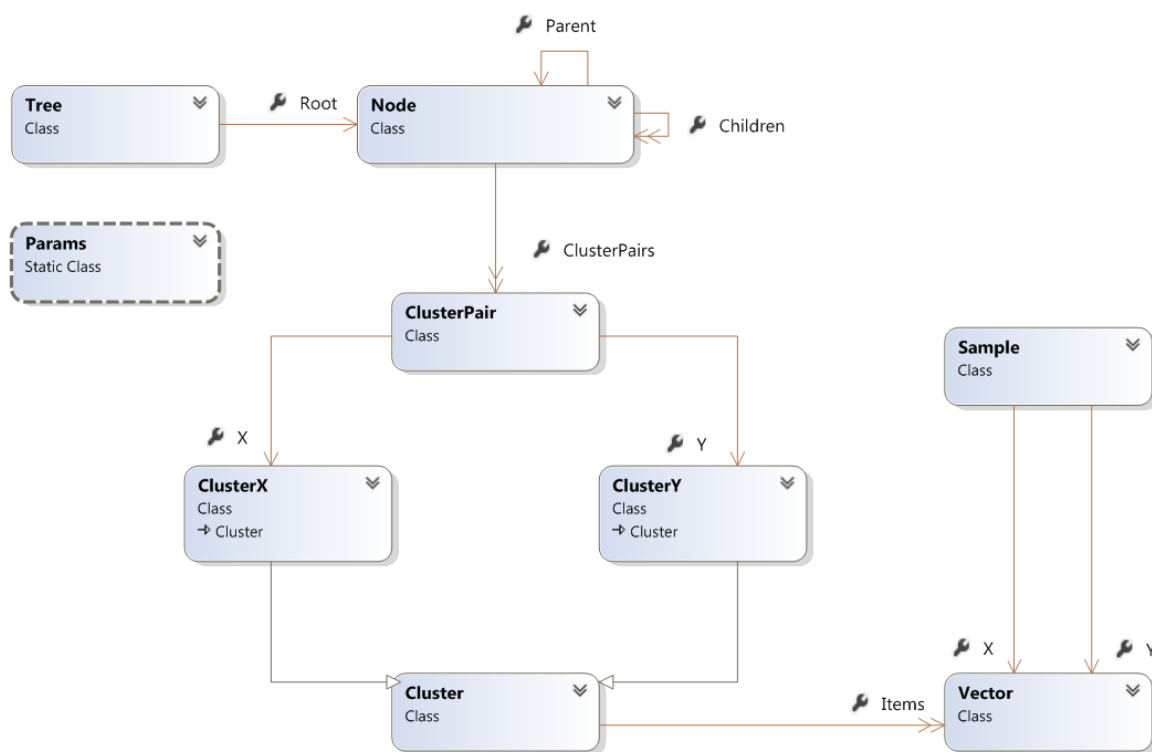 Parent
Tree
Class
Root
Node
Class
Children
Params
Static Class
ClusterPairs
ClusterPair
Class
Sample
Class
X
Y
ClusterX
Class
Cluster
ClusterY
Class
Cluster
X
Y
Cluster
Class
Items
Vector
Class